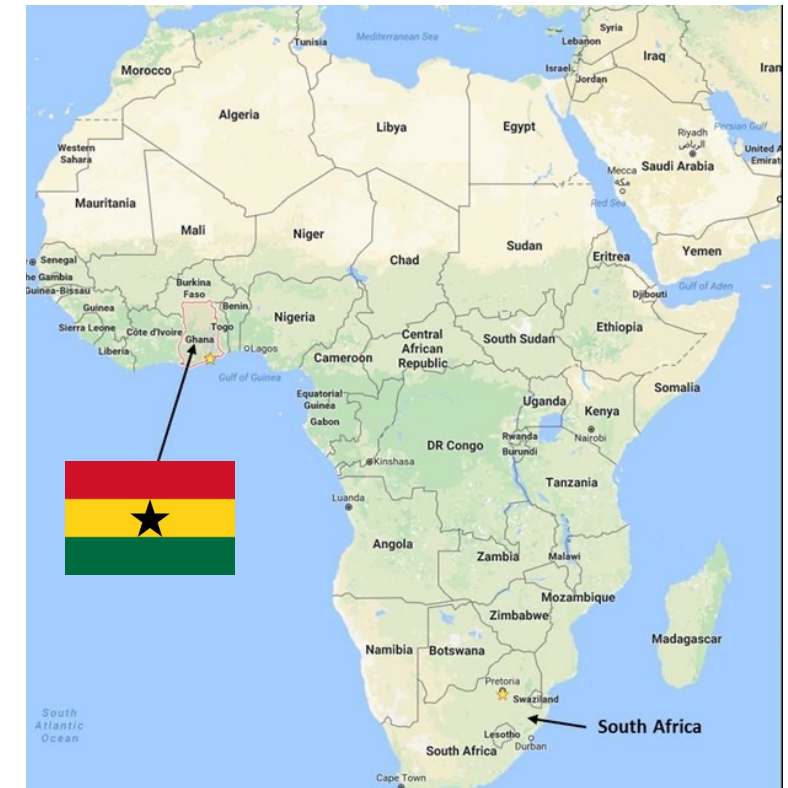 Syria
Mediterranean Sea
Tunisia
Lebanon
Iraq
Morocco
Israel
Iran
Jordan
Algeria
Libya
Egypt
Persian Gulf
Riyadh
الرياض
Western
Sahara
United A
Emirat
Saudi Arabia
Mecca
مكة
Mauritania
Red Sea
Mali
Niger
Sudan
Chad
Eritrea
Yemen
Senegal
he Gambia
Guinea-Bissau
Burkina
Faso
Gulf of Aden
Djibouti
Guinea
Benin
Nigeria
Sierra Leone
Côte d'Ivoire
Togo
Ghana
Ethiopia
Central
African
Republic
South Sudan
Liberia
Lagos
Cameroon
Gulf of Guinea
Somalia
Equatorial
Guinea
Uganda
Kenya
Gabon
Rwanda
Nairobi
DR Congo
Burundi
Kinshasa
Tanzania
Luanda
Angola
Zambia
Malawi
Mozambique
Zimbabwe
Madagascar
Namibia
Botswana
Pretoria
Swaziland
South
Atlantic
Ocean
South Africa
Lesotho
Durban
South Africa
Cape Town